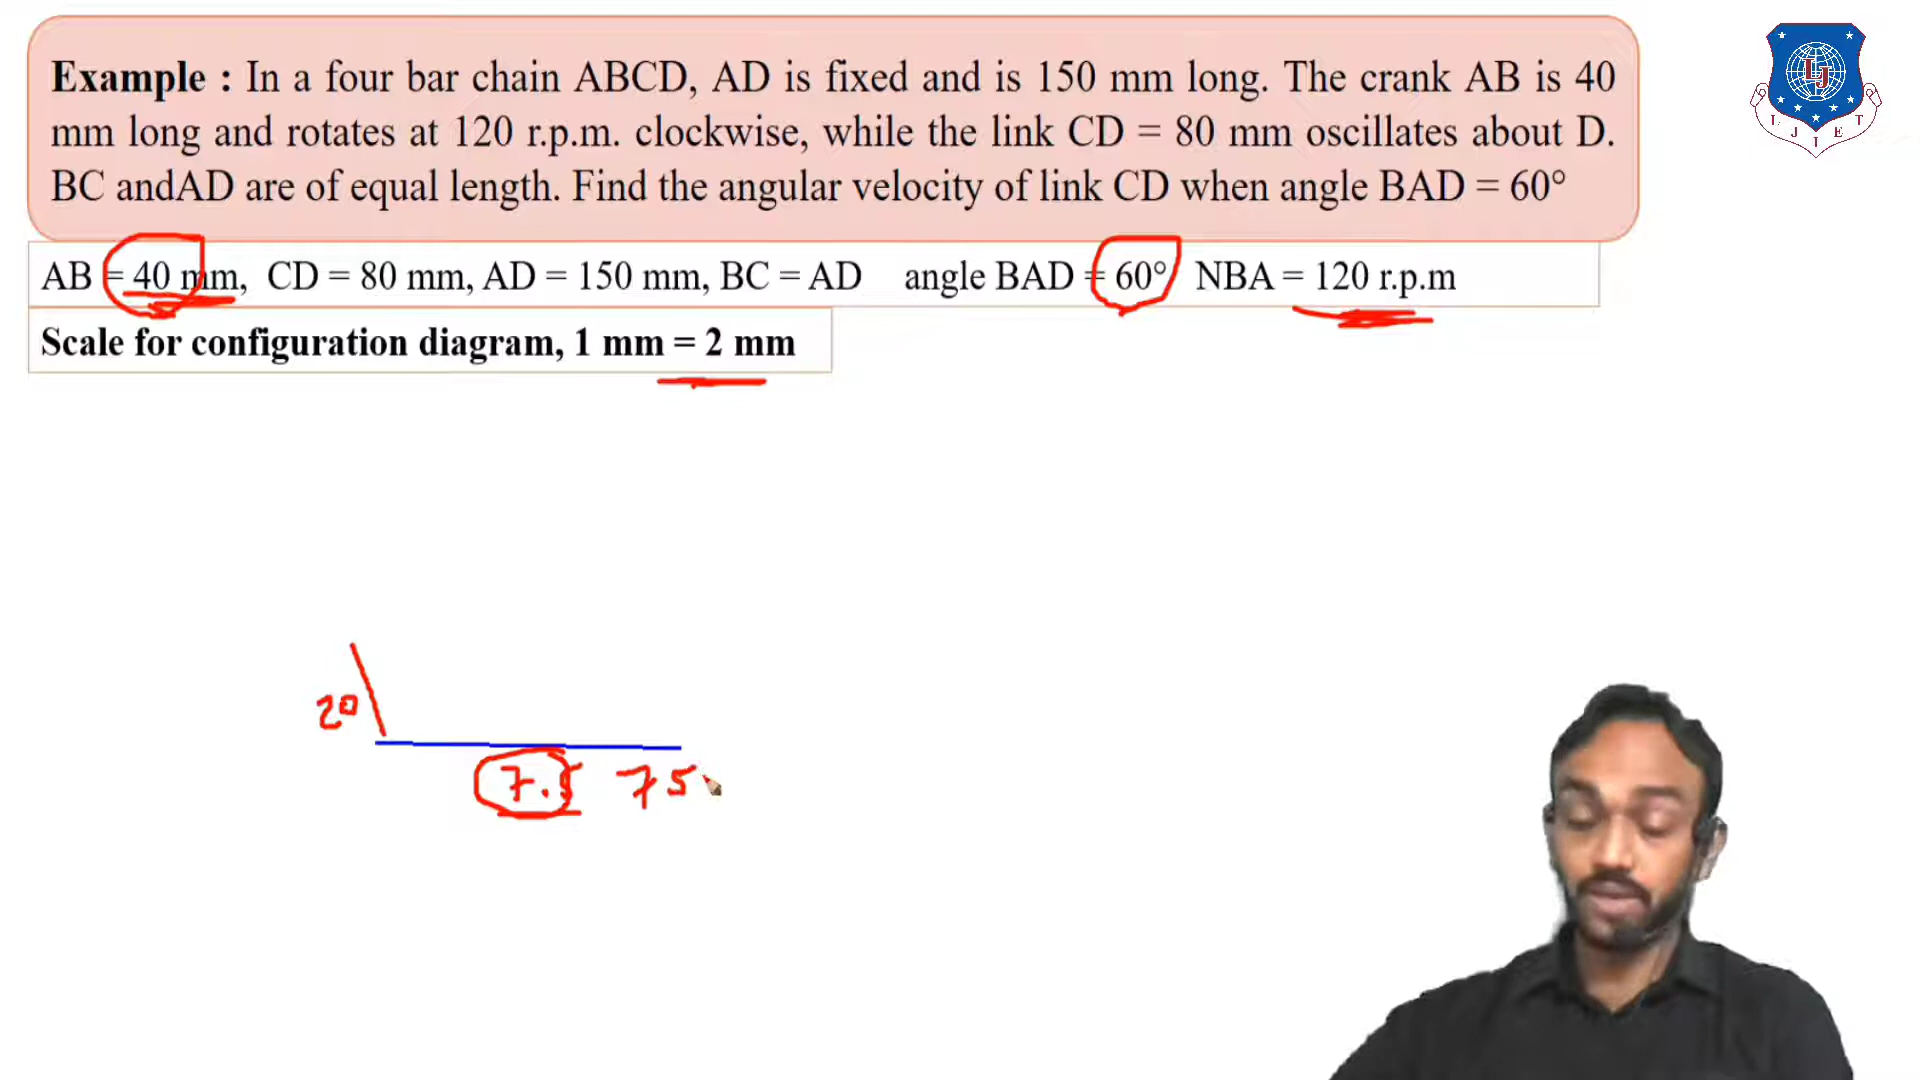 Example : In a four bar chain ABCD, AD is fixed and is 150 mm long. The crank AB is 40
mm long and rotates at 120 r.p.m. clockwise, while the link CD = 80 mm oscillates about D.
BC andAD are of equal length. Find the angular velocity of link CD when angle BAD = 60°
LJ
L J I E T
AB = 40 mm, CD = 80 mm, AD = 150 mm, BC = AD angle BAD = 60° NBA = 120 r.p.m
Scale for configuration diagram, 1 mm = 2 mm
20
7.5 75